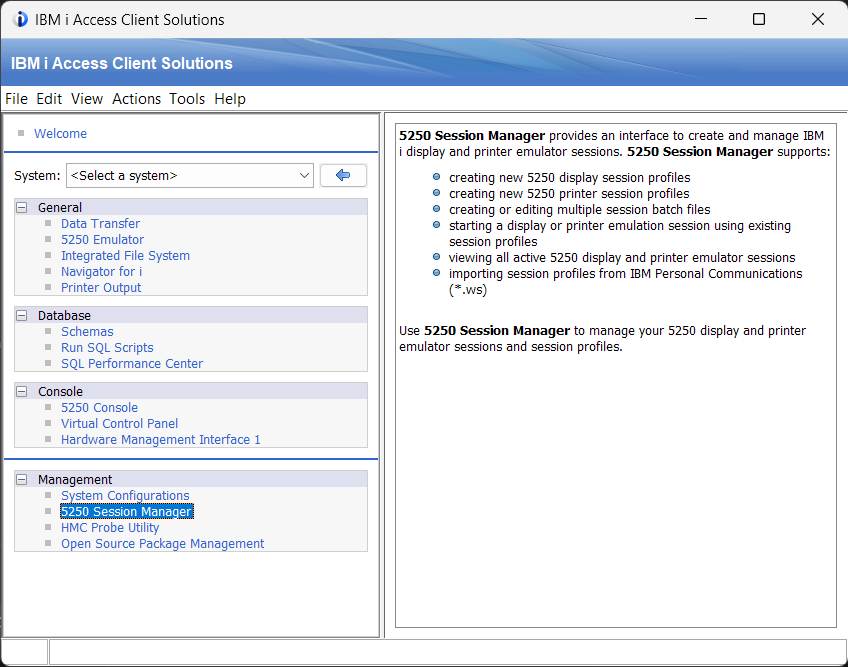 IBM i Access Client Solutions
IBM i Access Client Solutions
File Edit View Actions Tools Help
Welcome
System: <Select a system>
General
Data Transfer
5250 Emulator
Integrated File System
Navigator for i
Printer Output
Database
Schemas
Run SQL Scripts
SQL Performance Center
Console
5250 Console
Virtual Control Panel
Hardware Management Interface 1
Management
System Configurations
5250 Session Manager
HMC Probe Utility
Open Source Package Management
5250 Session Manager provides an interface to create and manage IBM
i display and printer emulator sessions. 5250 Session Manager supports:
creating new 5250 display session profiles
creating new 5250 printer session profiles
creating or editing multiple session batch files
starting a display or printer emulation session using existing
session profiles
viewing all active 5250 display and printer emulator sessions
importing session profiles from IBM Personal Communications
(*.ws)
Use 5250 Session Manager to manage your 5250 display and printer
emulator sessions and session profiles.